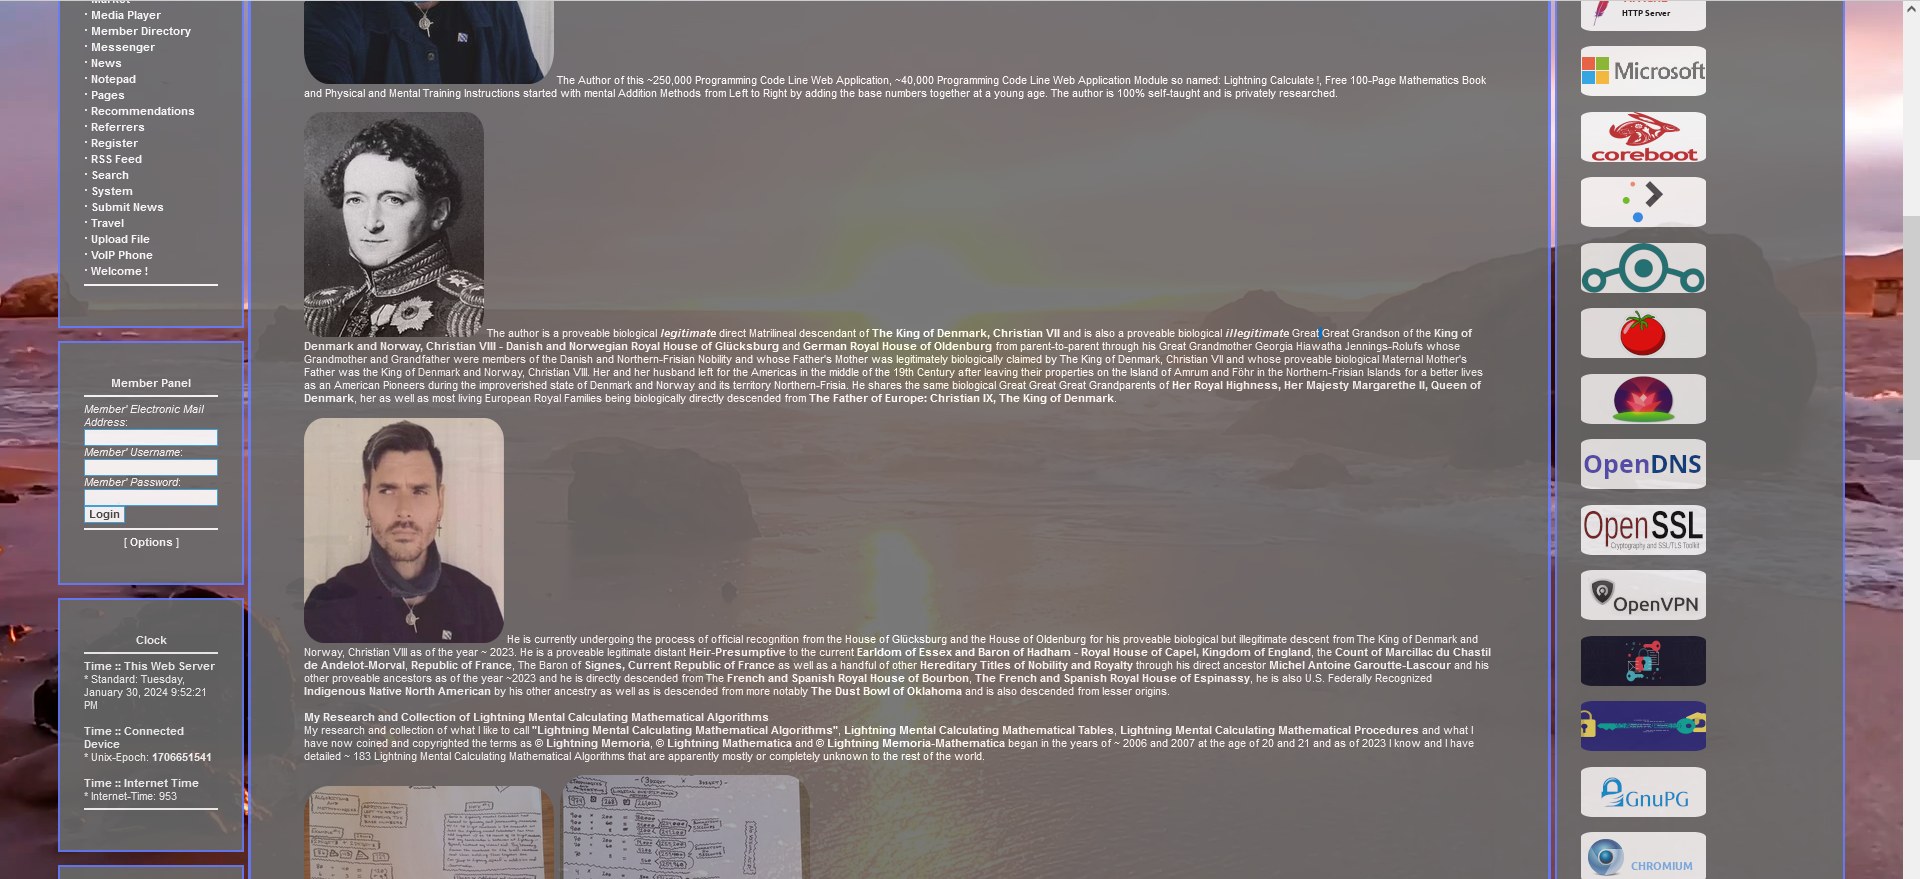 · Media Player
· Member Directory
· Messenger
· News
· Notepad
· Pages
· Recommendations
· Referrers
· Register
· RSS Feed
· Search
· System
· Submit News
· Travel
· Upload File
· VoIP Phone
· Welcome !
Member Panel
Member' Electronic Mail
Address:
Member' Username:
Member' Password:
Login
[ Options ]
Clock
Time :: This Web Server
* Standard: Tuesday,
January 30, 2024 9:52:21
PM
Time :: Connected
Device
* Unix-Epoch: 1706651541
Time :: Internet Time
* Internet-Time: 953
The Author of this ~250,000 Programming Code Line Web Application, ~40,000 Programming Code Line Web Application Module so named: Lightning Calculate !, Free 100-Page Mathematics Book
and Physical and Mental Training Instructions started with mental Addition Methods from Left to Right by adding the base numbers together at a young age. The author is 100% self-taught and is privately researched.
The author is a proveable biological legitimate direct Matrilineal descendant of The King of Denmark, Christian VII and is also a proveable biological illegitimate Great Great Grandson of the King of
Denmark and Norway, Christian VIII - Danish and Norwegian Royal House of Glücksburg and German Royal House of Oldenburg from parent-to-parent through his Great Grandmother Georgia Hiawatha Jennings-Rolufs whose
Grandmother and Grandfather were members of the Danish and Northern-Frisian Nobility and whose Father's Mother was legitimately biologically claimed by The King of Denmark, Christian VII and whose proveable biological Maternal Mother's
Father was the King of Denmark and Norway, Christian VIII. Her and her husband left for the Americas in the middle of the 19th Century after leaving their properties on the Island of Amrum and Föhr in the Northern-Frisian Islands for a better lives
as an American Pioneers during the improverished state of Denmark and Norway and its territory Northern-Frisia. He shares the same biological Great Great Great Grandparents of Her Royal Highness, Her Majesty Margarethe II, Queen of
Denmark, her as well as most living European Royal Families being biologically directly descended from The Father of Europe: Christian IX, The King of Denmark.
He is currently undergoing the process of official recognition from the House of Glücksburg and the House of Oldenburg for his proveable biological but illegitimate descent from The King of Denmark and
Norway, Christian VIII as of the year ~ 2023. He is a proveable legitimate distant Heir-Presumptive to the current Earldom of Essex and Baron of Hadham - Royal House of Capel, Kingdom of England, the Count of Marcillac du Chastil
de Andelot-Morval, Republic of France, The Baron of Signes, Current Republic of France as well as a handful of other Hereditary Titles of Nobility and Royalty through his direct ancestor Michel Antoine Garoutte-Lascour and his
other proveable ancestors as of the year ~2023 and he is directly descended from The French and Spanish Royal House of Bourbon, The French and Spanish Royal House of Espinassy, he is also U.S. Federally Recognized
Indigenous Native North American by his other ancestry as well as is descended from more notably The Dust Bowl of Oklahoma and is also descended from lesser origins.
My Research and Collection of Lightning Mental Calculating Mathematical Algorithms
My research and collection of what I like to call "Lightning Mental Calculating Mathematical Algorithms", Lightning Mental Calculating Mathematical Tables, Lightning Mental Calculating Mathematical Procedures and what I
have now coined and copyrighted the terms as © Lightning Memoria, © Lightning Mathematica and © Lightning Memoria-Mathematica began in the years of ~ 2006 and 2007 at the age of 20 and 21 and as of 2023 I know and I have
detailed ~ 183 Lightning Mental Calculating Mathematical Algorithms that are apparently mostly or completely unknown to the rest of the world.
HTTP Server
Microsoft
coreboot
OpenDNS
OpenSSL
Cryptography and SSL/TLS Toolkit
OpenVPN
GnuPG
CHROMIUM